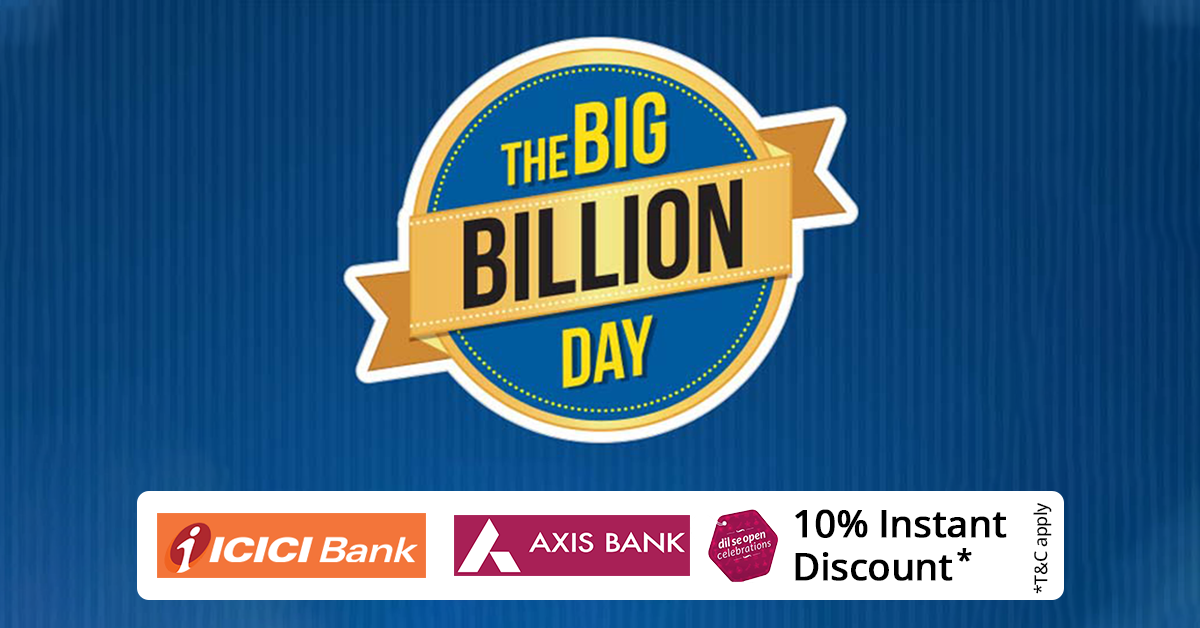 THE BIG
BILLION
DAY
ICICI Bank
AXIS BANK
dil se open
celebrations
10% Instant
Discount*
*T&C apply